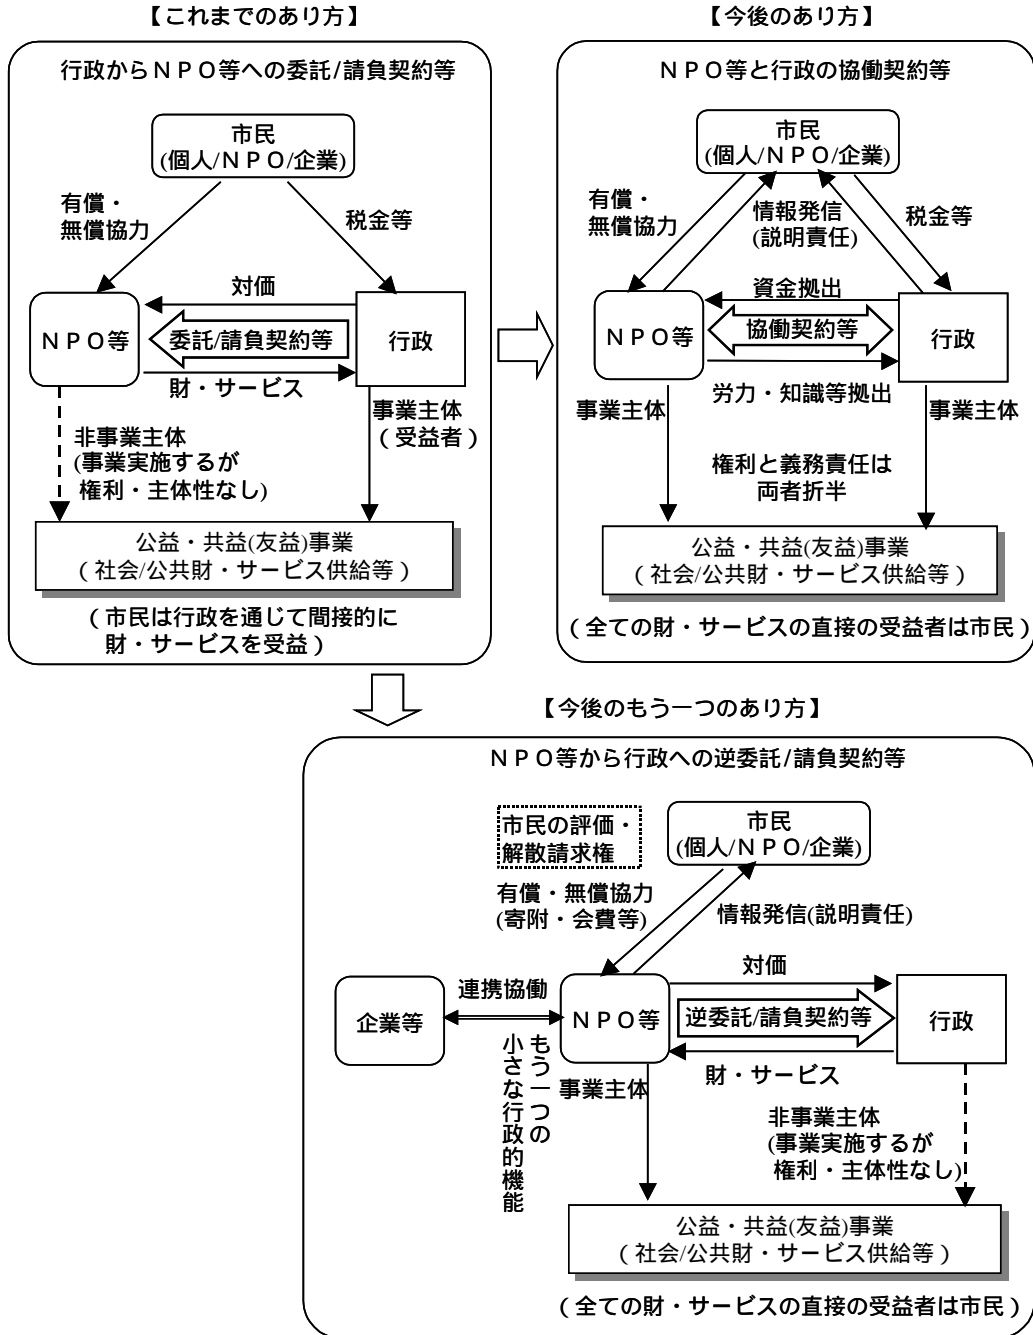 【これまでのあり方】
行政からNPO等への委託/請負契約等
市民
(個人/NPO/企業)
有償・
無償協力
税金等
対価
NPO等
委託/請負契約等
行政
財・サービス
事業主体
(受益者)
非事業主体
(事業実施するが
権利・主体性なし)
公益・共益(友益)事業
(社会/公共財・サービス供給等)
(市民は行政を通じて間接的に
財・サービスを受益)
【今後のあり方】
NPO等と行政の協働契約等
市民
(個人/NPO/企業)
有償・
無償協力
情報発信
(説明責任)
税金等
資金拠出
NPO等
協働契約等
行政
労力・知識等拠出
事業主体
事業主体
権利と義務責任は
両者折半
公益・共益(友益)事業
(社会/公共財・サービス供給等)
(全ての財・サービスの直接の受益者は市民)
【今後のもう一つのあり方】
NPO等から行政への逆委託/請負契約等
市民の評価・
解散請求権
市民
(個人/NPO/企業)
有償・無償協力
(寄附・会費等)
情報発信(説明責任)
対価
連携協働
企業等
NPO等
逆委託/請負契約等
行政
財・サービス
もう一つの
小さな行政的機能
事業主体
非事業主体
(事業実施するが
権利・主体性なし)
公益・共益(友益)事業
(社会/公共財・サービス供給等)
(全ての財・サービスの直接の受益者は市民)